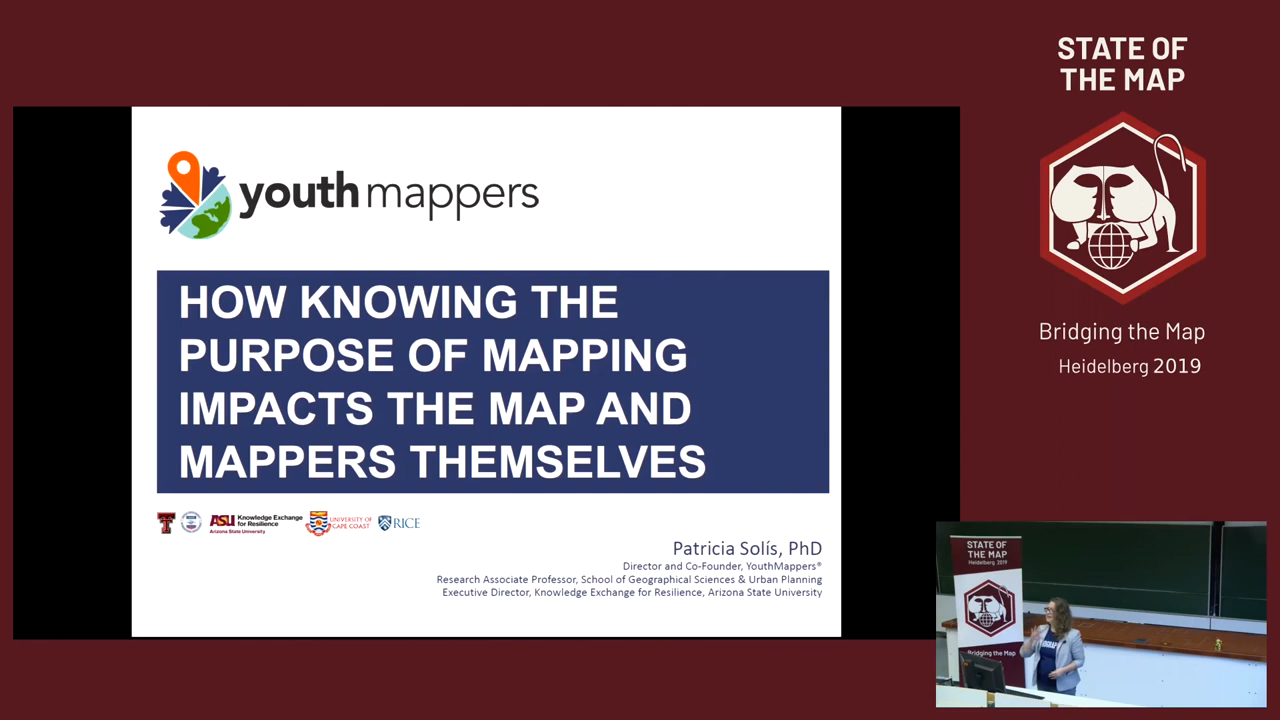 STATE OF
THE MAP
Bridging the Map
Heidelberg 2019
youthmappers
HOW KNOWING THE
PURPOSE OF MAPPING
IMPACTS THE MAP AND
MAPPERS THEMSELVES
ASU Knowledge Exchange
for Resilience
Arizona State University
UNIVERSITY OF
CAPE COAST
RICE
Patricia Solís, PhD
Director and Co-Founder, YouthMappers®
Research Associate Professor, School of Geographical Sciences & Urban Planning
Executive Director, Knowledge Exchange for Resilience, Arizona State University
STATE OF
THE MAP
Heidelberg 2019
Bridging the Map